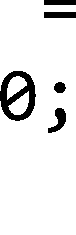 =
0;